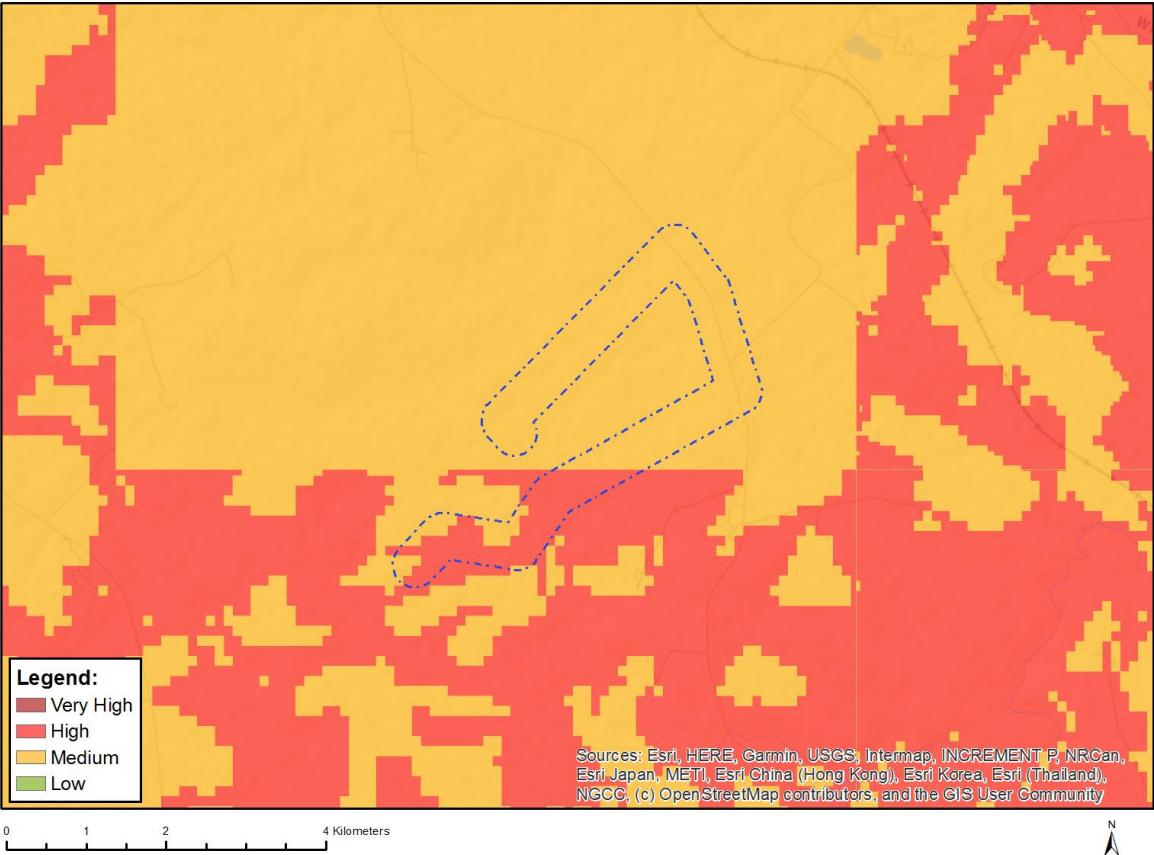 Legend:
Very High
High
Medium
Low
Sources: Esri, HERE, Garmin, USGS, Intermap, INCREMENT P, NRCan,
Esri Japan, METI, Esri China (Hong Kong), Esri Korea, Esri (Thailand),
NGCC, (c) OpenStreetMap contributors, and the GIS User Community
0 1 2 4 Kilometers
N